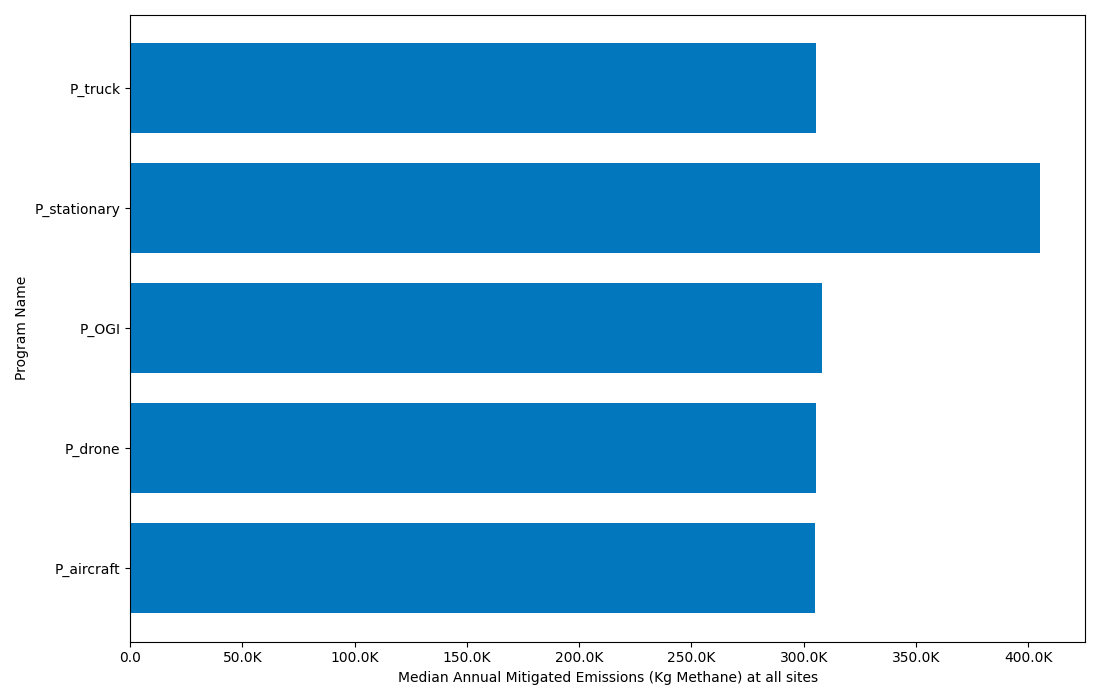 P_truck
P_stationary
P_OGI
P_drone
P_aircraft
Program Name
0.0 50.0K 100.0K 150.0K 200.0K 250.0K 300.0K 350.0K 400.0K
Median Annual Mitigated Emissions (Kg Methane) at all sites